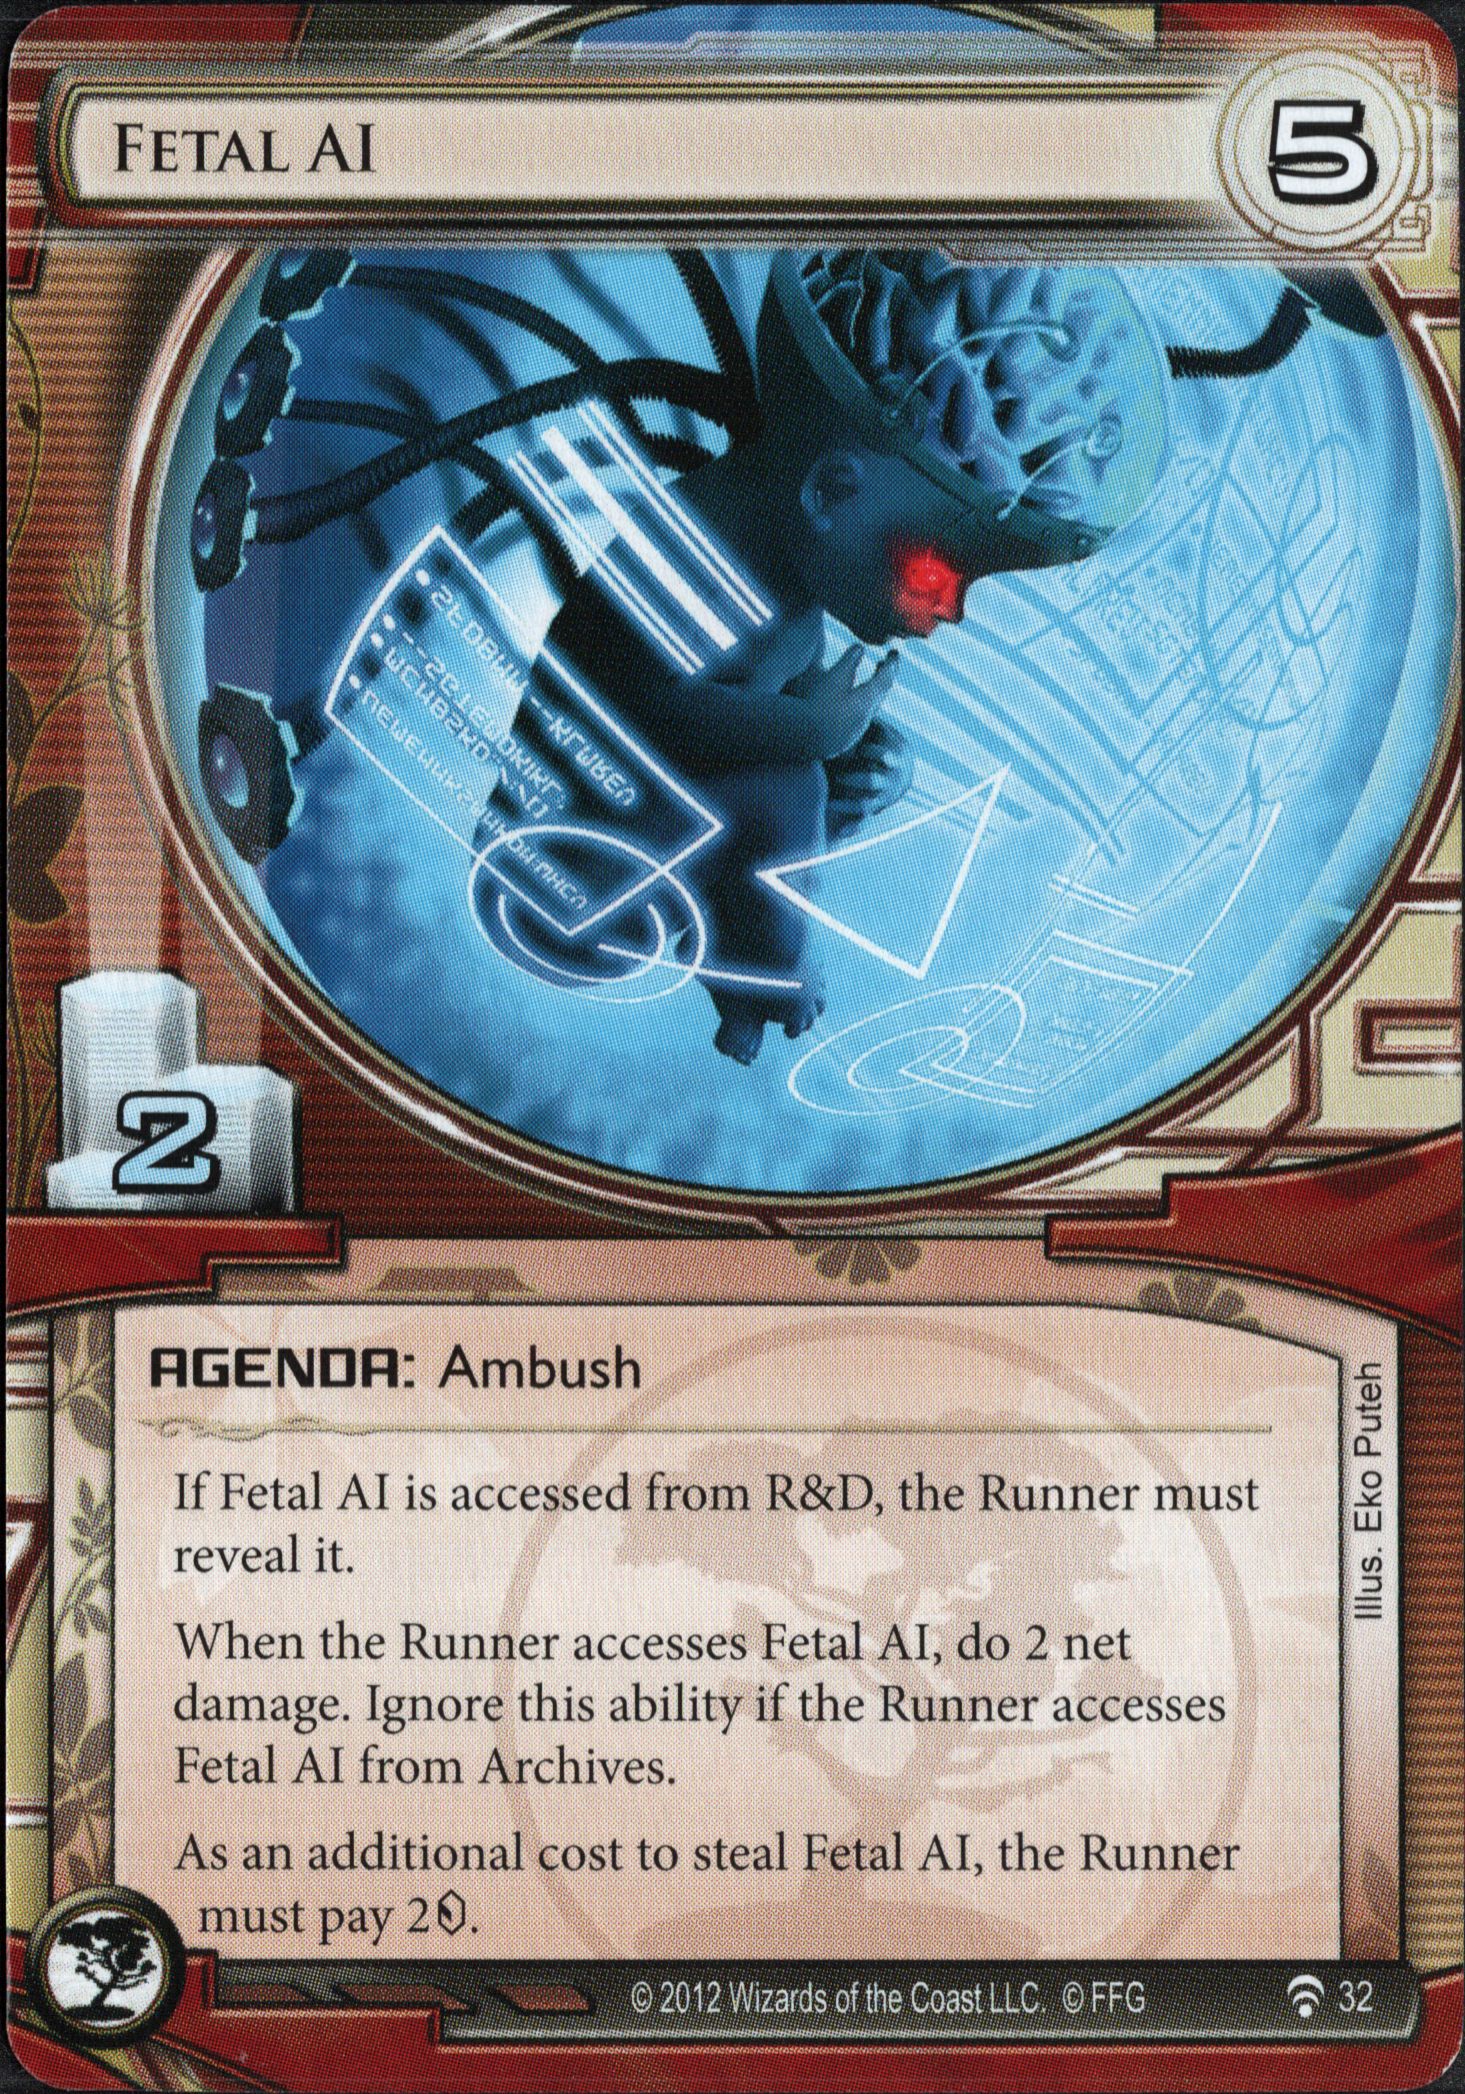 FETAL AI
5
2
AGENDA: Ambush
If Fetal AI is accessed from R&D, the Runner must
reveal it.
When the Runner accesses Fetal AI, do 2 net
damage. Ignore this ability if the Runner accesses
Fetal AI from Archives.
As an additional cost to steal Fetal AI, the Runner
must pay 2.
Illus. Eko Puteh
© 2012 Wizards of the Coast LLC. © FFG
32